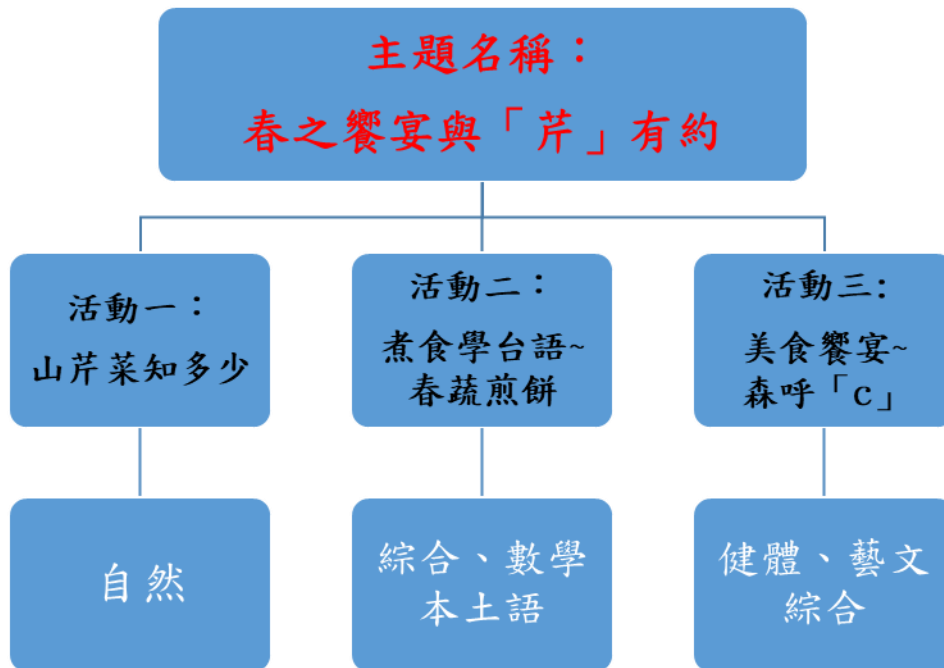 主題名稱：
春之饗宴與「芹」有約
活動一：
山芹菜知多少
活動二：
煮食學台語~
春蔬煎餅
活動三:
美食饗宴~
森呼「c」
自然
綜合、數學
本土語
健體、藝文
綜合